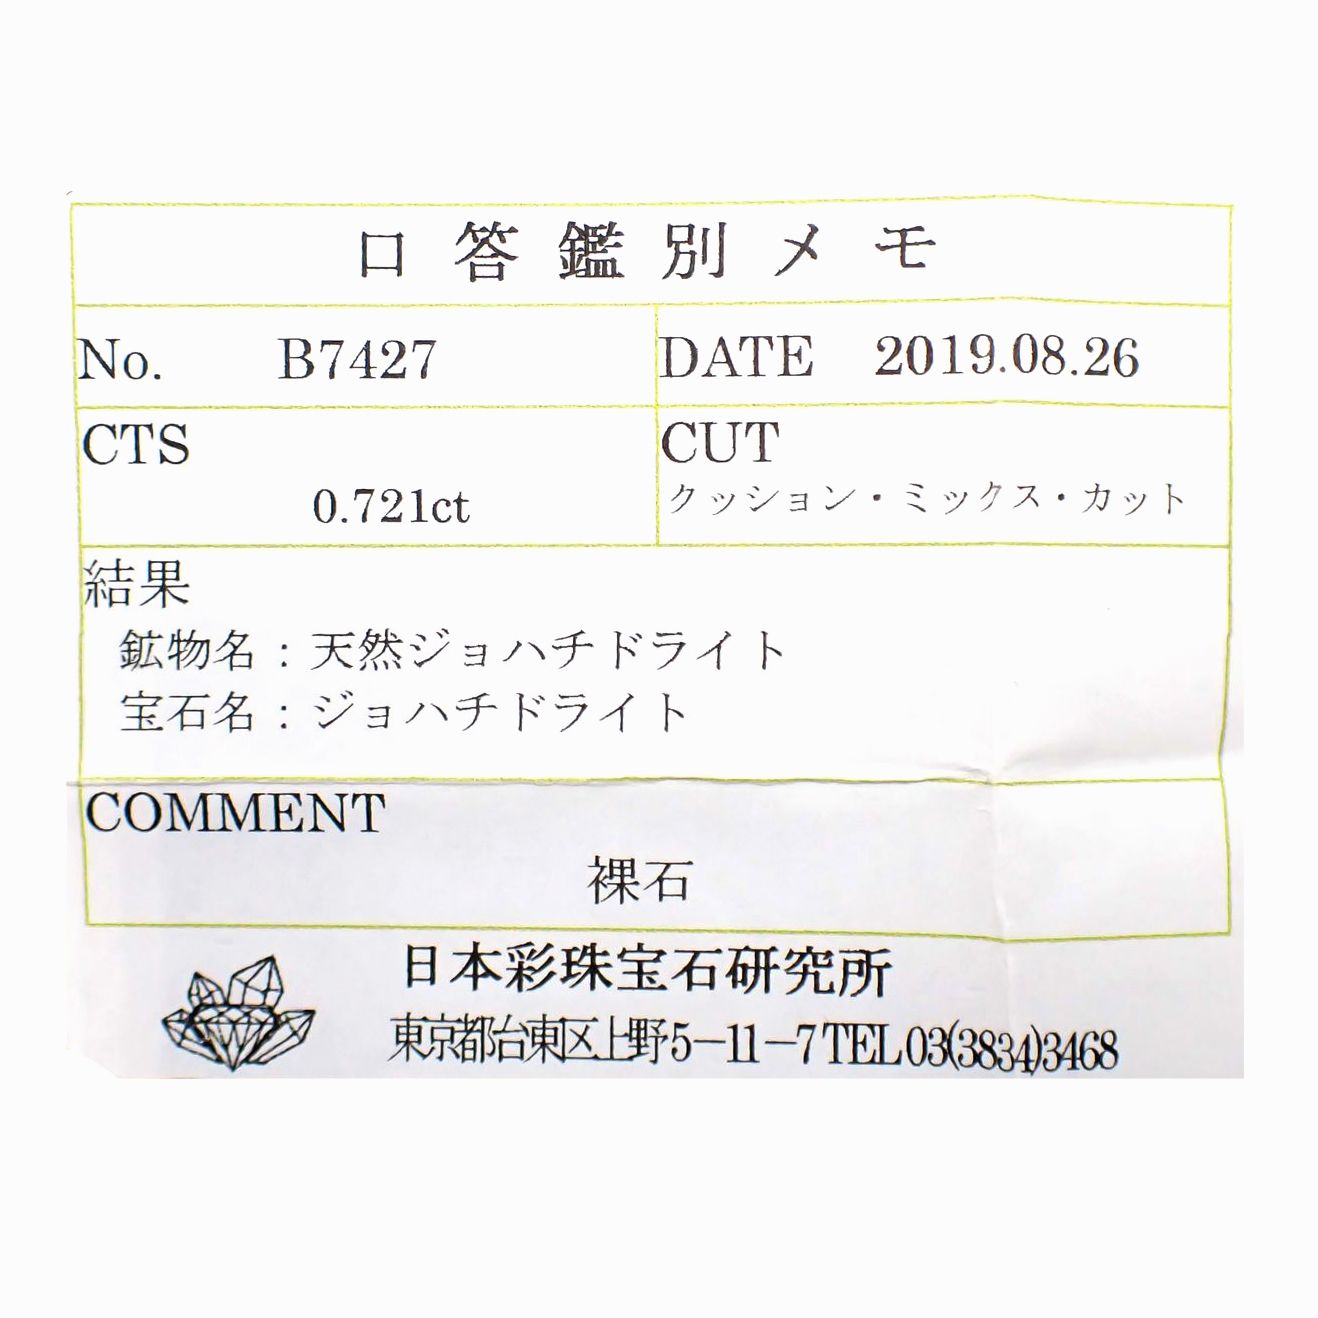 口答鑑別メモ
No. B7427
DATE 2019.08.26
CTS
0.721ct
CUT
クッション・ミックス・カット
結果
鉱物名：天然ジョハチドライト
宝石名：ジョハチドライト
COMMENT
裸石
日本彩珠宝石研究所
東京都台東区上野5－11－7 TEL 03(3834)3468